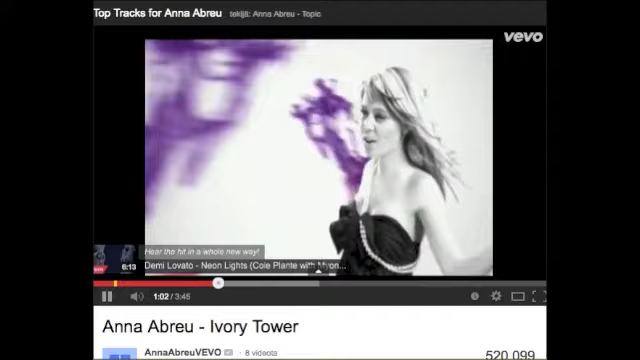 Top Tracks for Anna Abreu tekijä: Anna Abreu - Topic
vevo
Hear the hit in a whole new way!
6:13
Demi Lovato - Neon Lights (Cole Plante with Myon...
1:02 / 3:45
Anna Abreu - Ivory Tower
AnnaAbreuVEVO · 8 videota
520 099